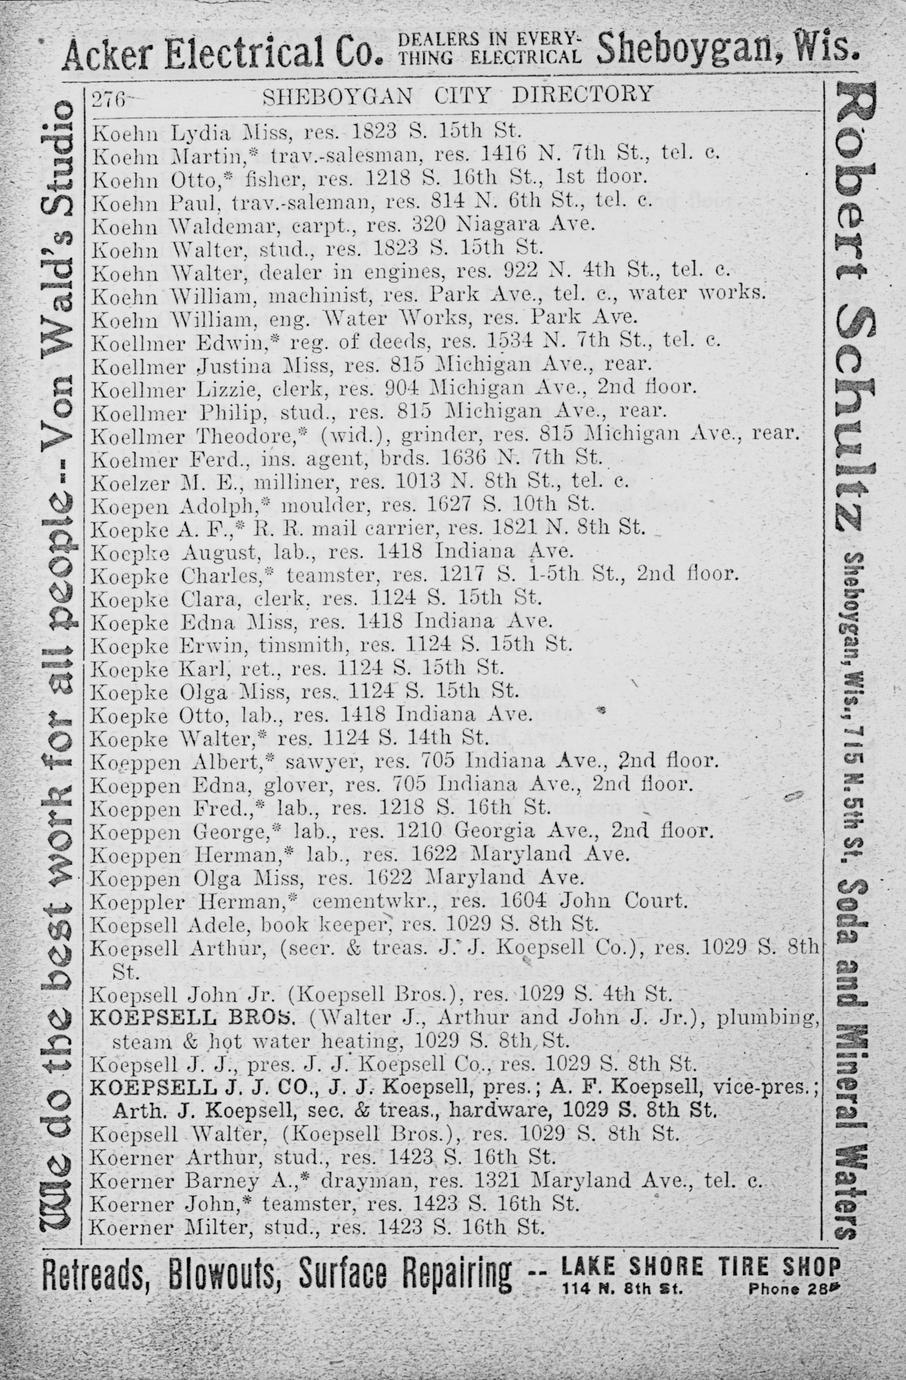 Acker Electrical Co. DEALERS IN EVERY-THING ELECTRICAL Sheboygan, Wis.
276 SHEBOYGAN CITY DIRECTORY
Koehn Lydia Miss, res. 1823 S. 15th St.
Koehn Martin,* trav.-salesman, res. 1416 N. 7th St., tel. c.
Koehn Otto,* fisher, res. 1218 S. 16th St., 1st floor.
Koehn Paul, trav.-saleman, res. 814 N. 6th St., tel. c.
Koehn Waldemar, carpt., res. 320 Niagara Ave.
Koehn Walter, stud., res. 1823 S. 15th St.
Koehn Walter, dealer in engines, res. 922 N. 4th St., tel. c.
Koehn William, machinist, res. Park Ave., tel. c., water works.
Koehn William, eng. Water Works, res. Park Ave.
Koellmer Edwin,* reg. of deeds, res. 1534 N. 7th St., tel. c.
Koellmer Justina Miss, res. 815 Michigan Ave., rear.
Koellmer Lizzie, clerk, res. 904 Michigan Ave., 2nd floor.
Koellmer Philip, stud., res. 815 Michigan Ave., rear.
Koellmer Theodore,* (wid.), grinder, res. 815 Michigan Ave., rear.
Koelmer Ferd., ins. agent, brds. 1636 N. 7th St.
Koelzer M. E., milliner, res. 1013 N. 8th St., tel. c.
Koepen Adolph,* moulder, res. 1627 S. 10th St.
Koepke A. F.,* R. R. mail carrier, res. 1821 N. 8th St.
Koepke August, lab., res. 1418 Indiana Ave.
Koepke Charles,* teamster, res. 1217 S. 1-5th St., 2nd floor.
Koepke Clara, clerk, res. 1124 S. 15th St.
Koepke Edna Miss, res. 1418 Indiana Ave.
Koepke Erwin, tinsmith, res. 1124 S. 15th St.
Koepke Karl, ret., res. 1124 S. 15th St.
Koepke Olga Miss, res. 1124 S. 15th St.
Koepke Otto, lab., res. 1418 Indiana Ave.
Koepke Walter,* res. 1124 S. 14th St.
Koeppen Albert,* sawyer, res. 705 Indiana Ave., 2nd floor.
Koeppen Edna, glover, res. 705 Indiana Ave., 2nd floor.
Koeppen Fred.,* lab., res. 1218 S. 16th St.
Koeppen George,* lab., res. 1210 Georgia Ave., 2nd floor.
Koeppen Herman,* lab., res. 1622 Maryland Ave.
Koeppen Olga Miss, res. 1622 Maryland Ave.
Koeppler Herman,* cementwkr., res. 1604 John Court.
Koepsell Adele, book keeper, res. 1029 S. 8th St.
Koepsell Arthur, (secr. & treas. J. J. Koepsell Co.), res. 1029 S. 8th
St.
Koepsell John Jr. (Koepsell Bros.), res. 1029 S. 4th St.
KOEPSELL BROS. (Walter J., Arthur and John J. Jr.), plumbing,
steam & hot water heating, 1029 S. 8th St.
Koepsell J. J., pres. J. J. Koepsell Co., res. 1029 S. 8th St.
KOEPSELL J. J. CO., J. J. Koepsell, pres.; A. F. Koepsell, vice-pres.;
Arth. J. Koepsell, sec. & treas., hardware, 1029 S. 8th St.
Koepsell Walter, (Koepsell Bros.), res. 1029 S. 8th St.
Koerner Arthur, stud., res. 1423 S. 16th St.
Koerner Barney A.,* drayman, res. 1321 Maryland Ave., tel. c.
Koerner John,* teamster, res. 1423 S. 16th St.
Koerner Milter, stud., res. 1423 S. 16th St.
We do the best work for all people--Von Wald's Studio
Robert Schultz Sheboygan, Wis., 715 N. 5th St. Soda and Mineral Waters
Retreads, Blowouts, Surface Repairing -- LAKE SHORE TIRE SHOP
114 N. 8th St. Phone